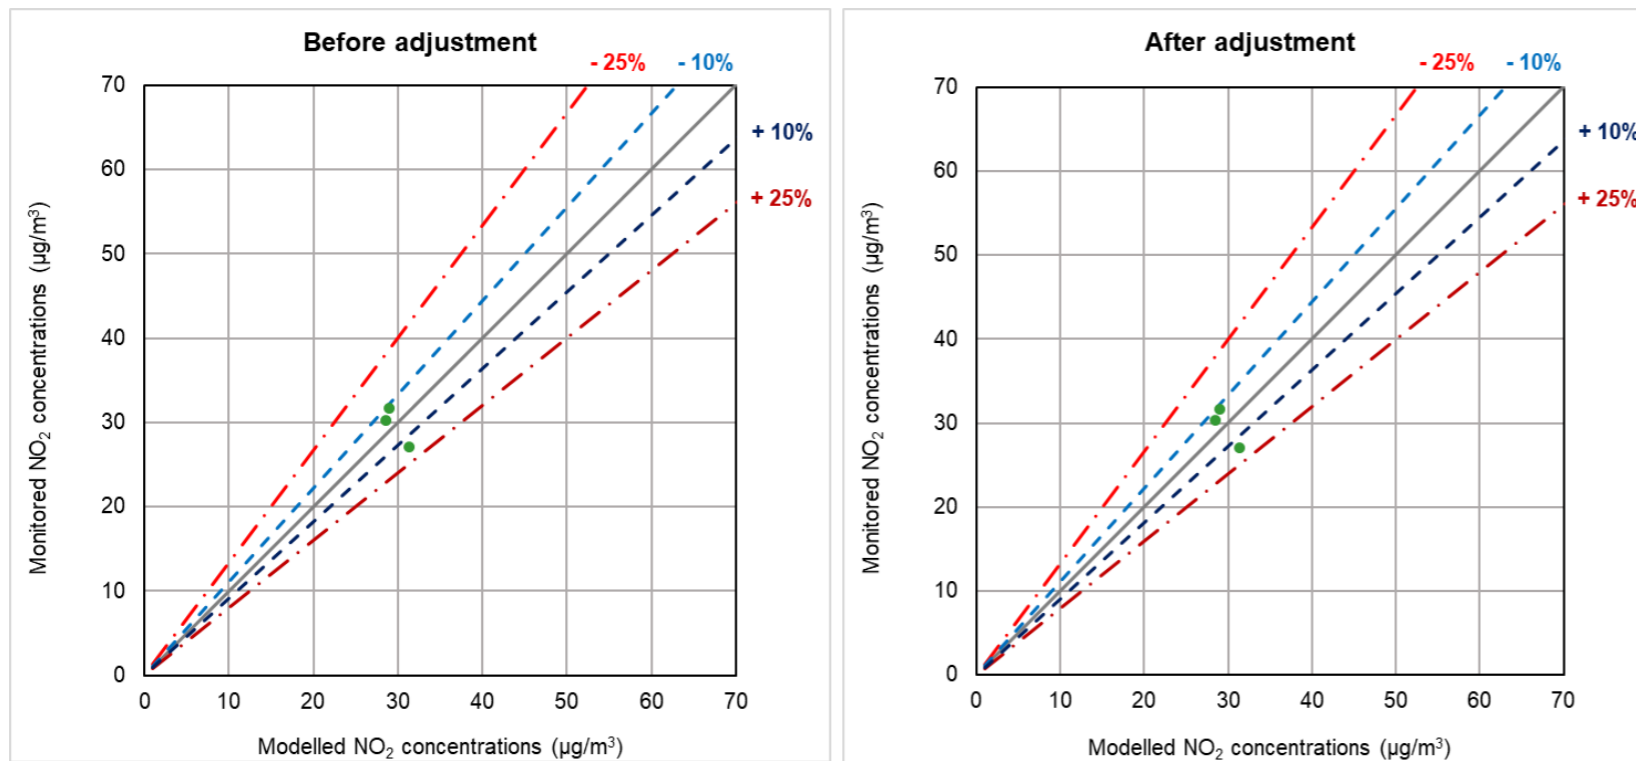 Before adjustment
- 25% - 10%
70
+ 10%
60
+ 25%
50
40
30
20
10
0
0 10 20 30 40 50 60 70
Monitored NO₂ concentrations (µg/m³)
Modelled NO₂ concentrations (µg/m³)
After adjustment
- 25% - 10%
70
+ 10%
60
+ 25%
50
40
30
20
10
0
0 10 20 30 40 50 60 70
Monitored NO₂ concentrations (µg/m³)
Modelled NO₂ concentrations (µg/m³)